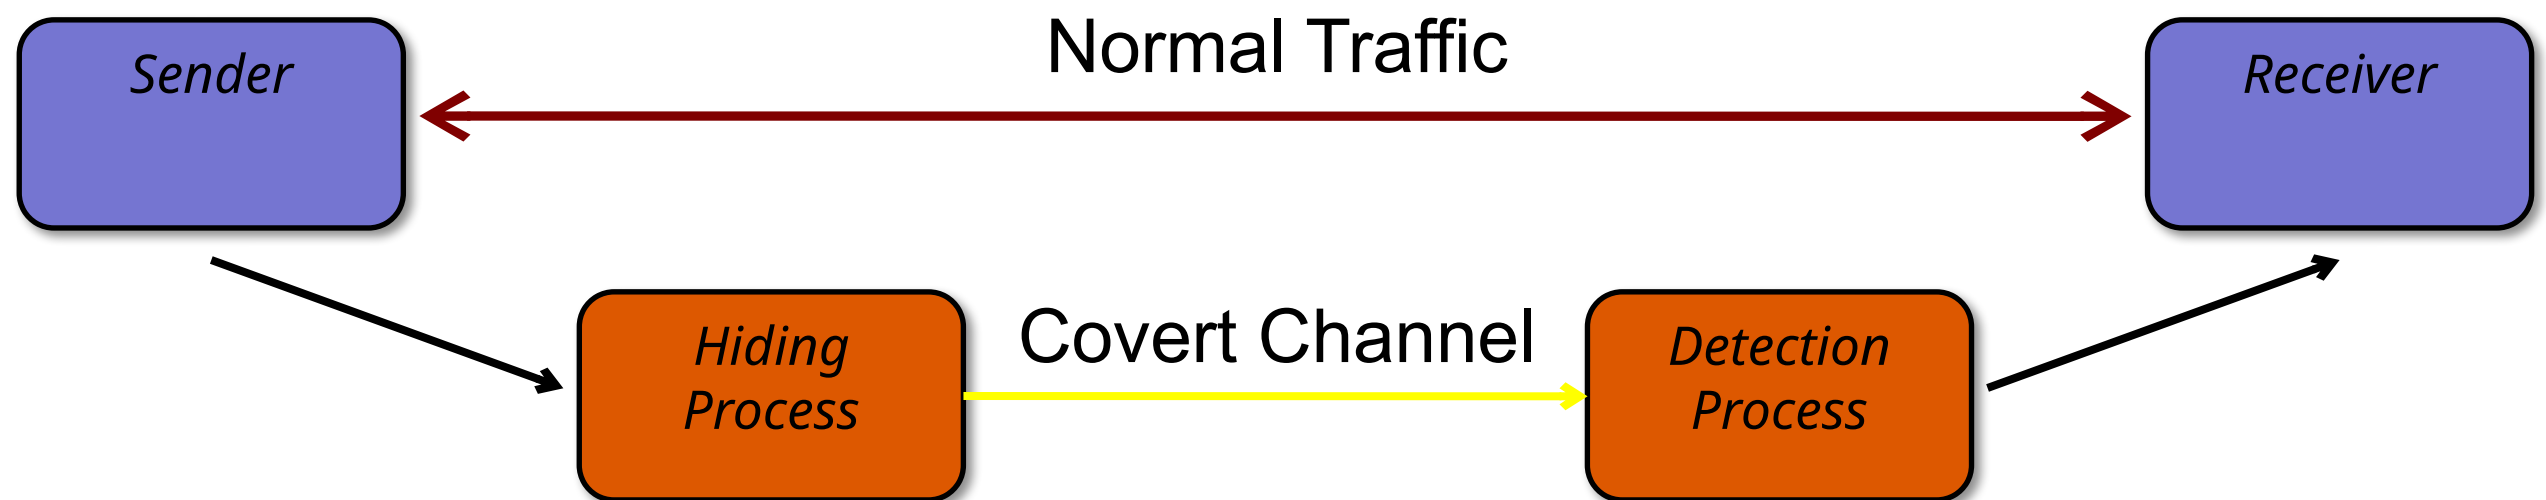 Normal Traffic
Sender
Receiver
Hiding
Process
Covert Channel
Detection
Process